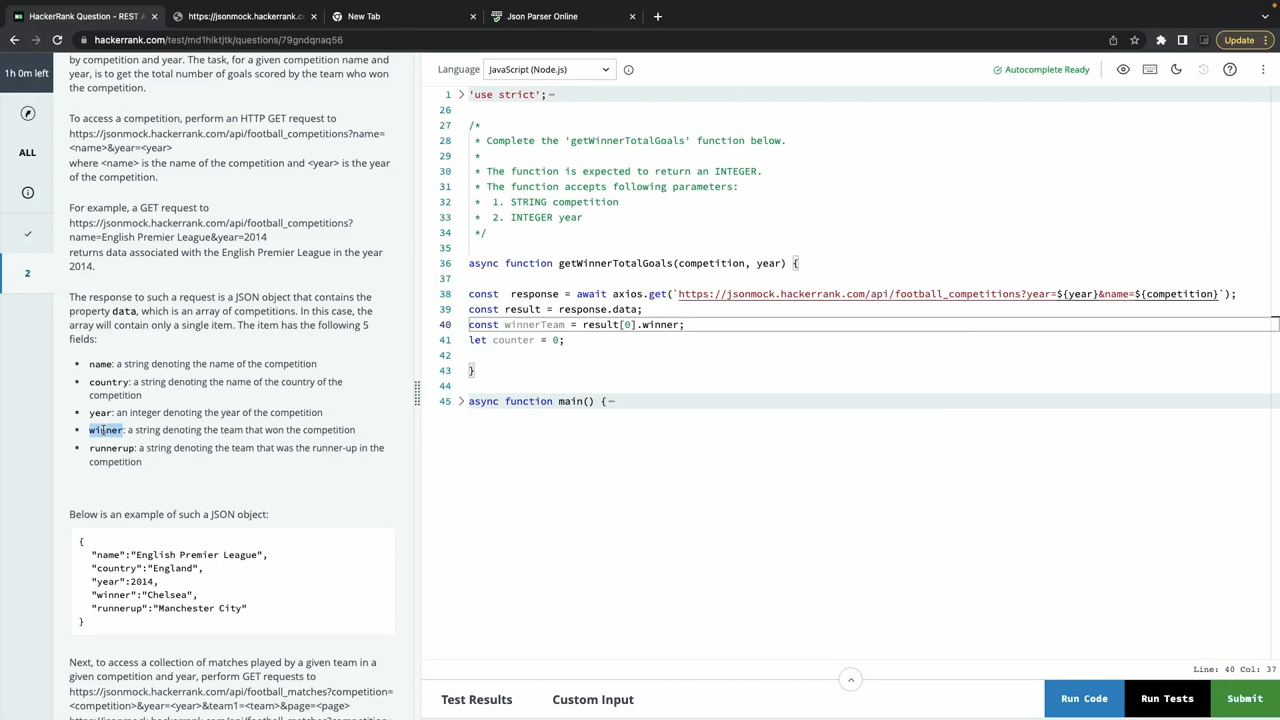 HackerRank Question - REST A
https://jsonmock.hackerrank.c
New Tab
Json Parser Online
hackerrank.com/test/md1hiktjtk/questions/79gndqnaq56
Update
1h 0m left
ALL
2
by competition and year. The task, for a given competition name and
year, is to get the total number of goals scored by the team who won
the competition.
To access a competition, perform an HTTP GET request to
https://jsonmock.hackerrank.com/api/football_competitions?name=
<name>&year=<year>
where <name> is the name of the competition and <year> is the year
of the competition.
For example, a GET request to
https://jsonmock.hackerrank.com/api/football_competitions?
name=English Premier League&year=2014
returns data associated with the English Premier League in the year
2014.
The response to such a request is a JSON object that contains the
property data, which is an array of competitions. In this case, the
array will contain only a single item. The item has the following 5
fields:
• name: a string denoting the name of the competition
• country: a string denoting the name of the country of the
competition
• year: an integer denoting the year of the competition
• winner: a string denoting the team that won the competition
• runnerup: a string denoting the team that was the runner-up in the
competition
Below is an example of such a JSON object:
{
"name":"English Premier League",
"country":"England",
"year":2014,
"winner":"Chelsea",
"runnerup":"Manchester City"
}
Next, to access a collection of matches played by a given team in a
given competition and year, perform GET requests to
https://jsonmock.hackerrank.com/api/football_matches?competition=
<competition>&year=<year>&team1=<team>&page=<page>
https://jsonmock.hackerrank.com/api/football_matches?competition=
Language JavaScript (Node.js)
Autocomplete Ready
1 'use strict';
26
27 /*
28 * Complete the 'getWinnerTotalGoals' function below.
29 *
30 * The function is expected to return an INTEGER.
31 * The function accepts following parameters:
32 * 1. STRING competition
33 * 2. INTEGER year
34 */
35
36 async function getWinnerTotalGoals(competition, year) {
37
38 const response = await axios.get(`https://jsonmock.hackerrank.com/api/football_competitions?year=${year}&name=${competition}`);
39 const result = response.data;
40 const winnerTeam = result[0].winner;
41 let counter = 0;
42
43 }
44
45 async function main() {
Line: 40 Col: 37
Test Results
Custom Input
Run Code
Run Tests
Submit